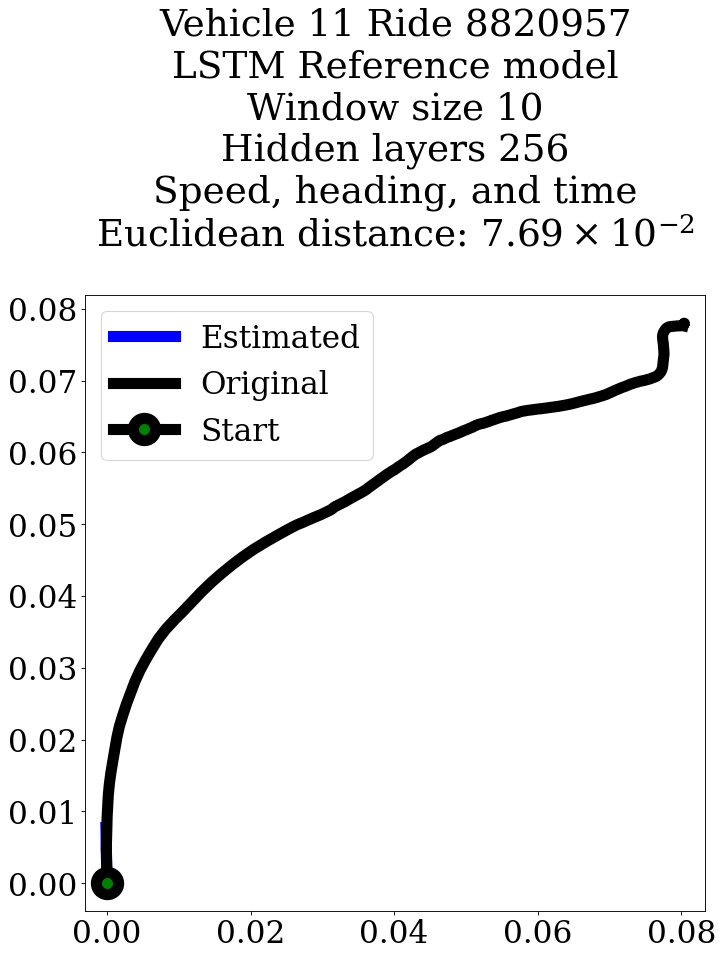 Vehicle 11 Ride 8820957
LSTM Reference model
Window size 10
Hidden layers 256
Speed, heading, and time
Euclidean distance: 7.69 × 10⁻²
Estimated
Original
Start
0.08
0.07
0.06
0.05
0.04
0.03
0.02
0.01
0.00
0.00 0.02 0.04 0.06 0.08